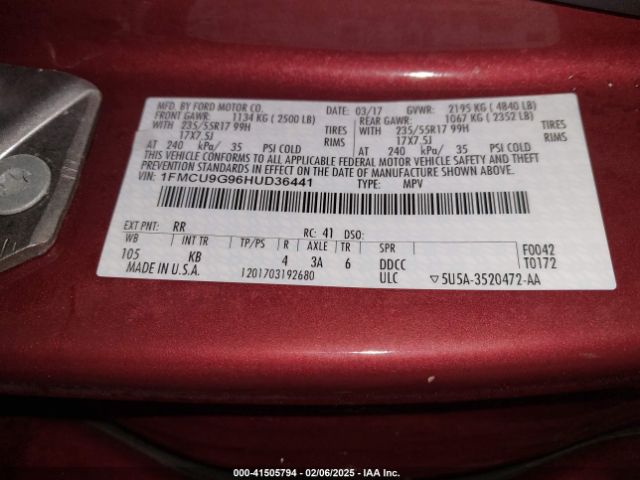 MFD. BY FORD MOTOR CO. 03/17 GVWR: 2195 KG ( 4840 LB)
FRONT GAWR: 1134 KG ( 2500 LB) REAR GAWR: 1067 KG ( 2352 LB)
WITH 235/55R17 99H TIRES WITH 235/55R17 99H TIRES
17X7.5J RIMS 17X7.5J RIMS
AT 240 kPa/ 35 PSI COLD AT 240 kPa/ 35 PSI COLD
THIS VEHICLE CONFORMS TO ALL APPLICABLE FEDERAL MOTOR VEHICLE SAFETY AND THEFT
PREVENTION STANDARDS IN EFFECT ON THE DATE OF MANUFACTURE SHOWN ABOVE.
VIN: 1FMCU9G96HUD36441 TYPE: MPV
EXT PNT: RR RC: 41 DSO:
WB INT TR TP/PS R AXLE TR SPR F0042
105 KB 4 3A 6 DDCC T0172
MADE IN U.S.A. 1201703192680 ULC ▽5U5A-3520472-AA
000-41505794 - 02/06/2025 - IAA Inc.